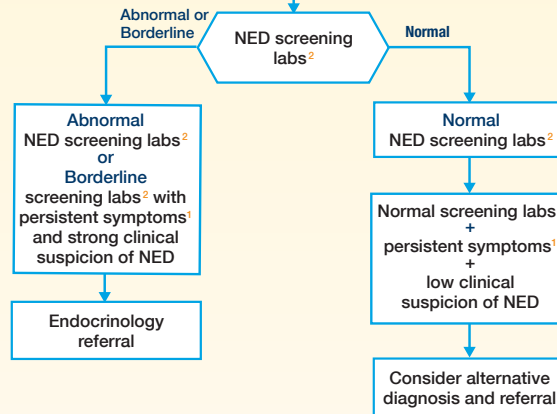 Abnormal or
Borderline
NED screening
labs²
Normal
Abnormal
NED screening labs²
or
Borderline
screening labs² with
persistent symptoms¹
and strong clinical
suspicion of NED
Endocrinology
referral
Normal
NED screening labs²
Normal screening labs
+
persistent symptoms¹
+
low clinical
suspicion of NED
Consider alternative
diagnosis and referral